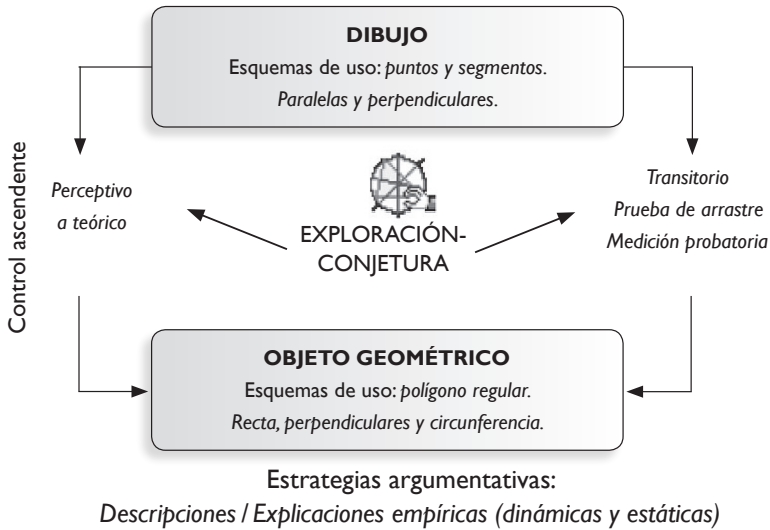 DIBUJO
Esquemas de uso: puntos y segmentos.
Paralelas y perpendiculares.
Control ascendente
Perceptivo
a teórico
EXPLORACIÓN-
CONJETURA
Transitorio
Prueba de arrastre
Medición probatoria
OBJETO GEOMÉTRICO
Esquemas de uso: polígono regular.
Recta, perpendiculares y circunferencia.
Estrategias argumentativas:
Descripciones / Explicaciones empíricas (dinámicas y estáticas)